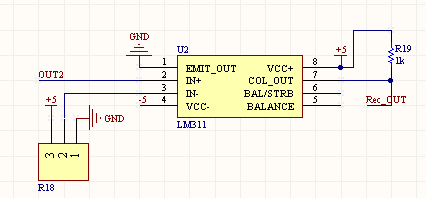 GND
U2
+5
R19
1k
1 EMIT_OUT VCC+ 8
OUT2 2 IN+ COL_OUT 7
3 IN- BAL/STRB 6
-5 4 VCC- BALANCE 5
Rec_OUT
+5
GND
LM311
3 2 1
R18